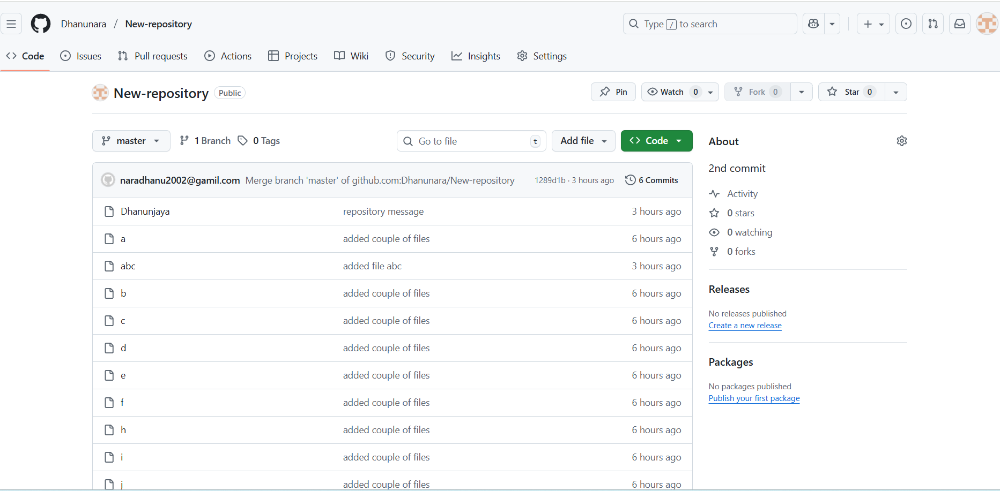 Dhanunara / New-repository
Type / to search
Code Issues Pull requests Actions Projects Wiki Security Insights Settings
New-repository Public
Pin Watch 0 Fork 0 Star 0
master 1 Branch 0 Tags Go to file t Add file Code
naradhanu2002@gamil.com Merge branch 'master' of github.com:Dhanunara/New-repository 1289d1b · 3 hours ago 6 Commits
Dhanunjaya repository message 3 hours ago
a added couple of files 6 hours ago
abc added file abc 3 hours ago
b added couple of files 6 hours ago
c added couple of files 6 hours ago
d added couple of files 6 hours ago
e added couple of files 6 hours ago
f added couple of files 6 hours ago
h added couple of files 6 hours ago
i added couple of files 6 hours ago
j added couple of files 6 hours ago
About
2nd commit
Activity
0 stars
0 watching
0 forks
Releases
No releases published
Create a new release
Packages
No packages published
Publish your first package